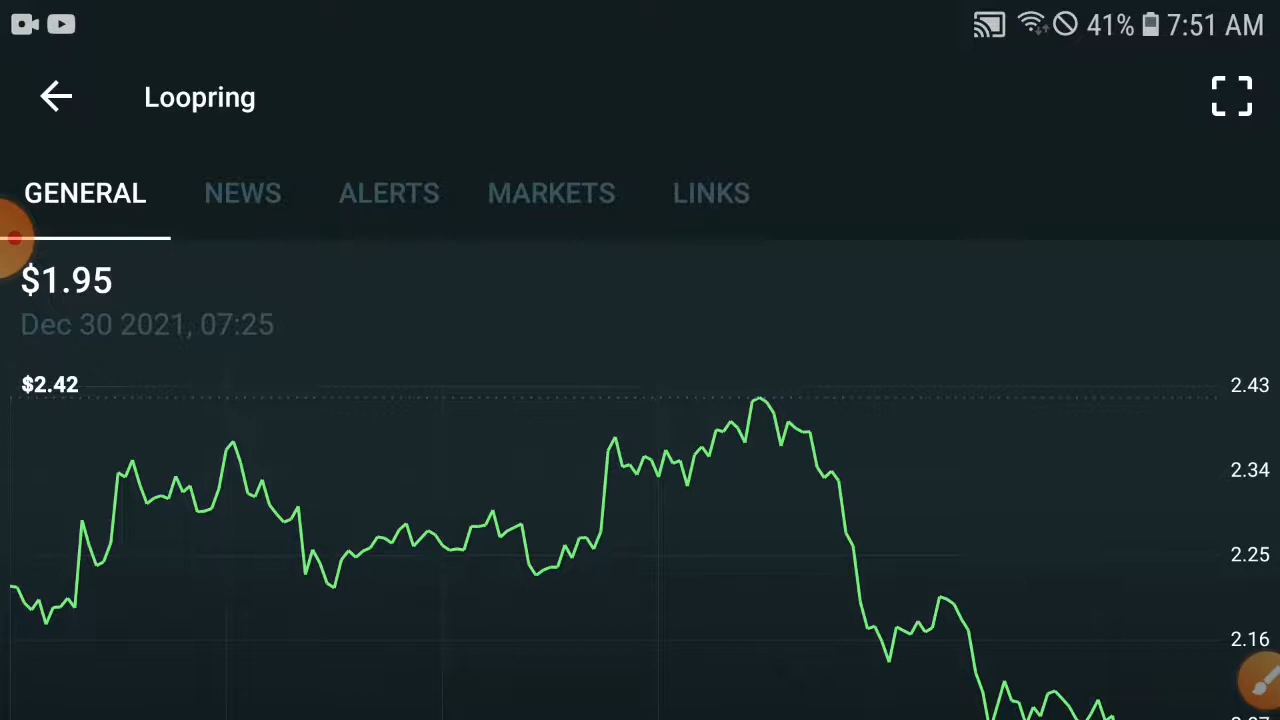 41% 7:51 AM
Loopring
GENERAL NEWS ALERTS MARKETS LINKS
$1.95
Dec 30 2021, 07:25
$2.42
2.43
2.34
2.25
2.16